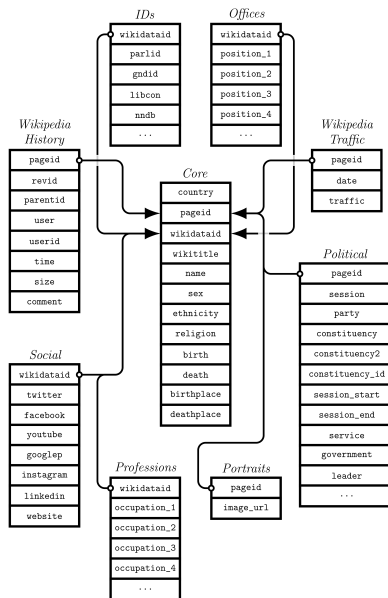 IDs
wikidataid
parlid
gndid
libcon
nndb
...
Offices
wikidataid
position_1
position_2
position_3
position_4
...
Wikipedia
History
pageid
revid
parentid
user
userid
time
size
comment
Core
country
pageid
wikidataid
wikititle
name
sex
ethnicity
religion
birth
death
birthplace
deathplace
Wikipedia
Traffic
pageid
date
traffic
Political
pageid
session
party
constituency
constituency2
constituency_id
session_start
session_end
service
government
leader
...
Social
wikidataid
twitter
facebook
youtube
googlep
instagram
linkedin
website
Professions
wikidataid
occupation_1
occupation_2
occupation_3
occupation_4
...
Portraits
pageid
image_url